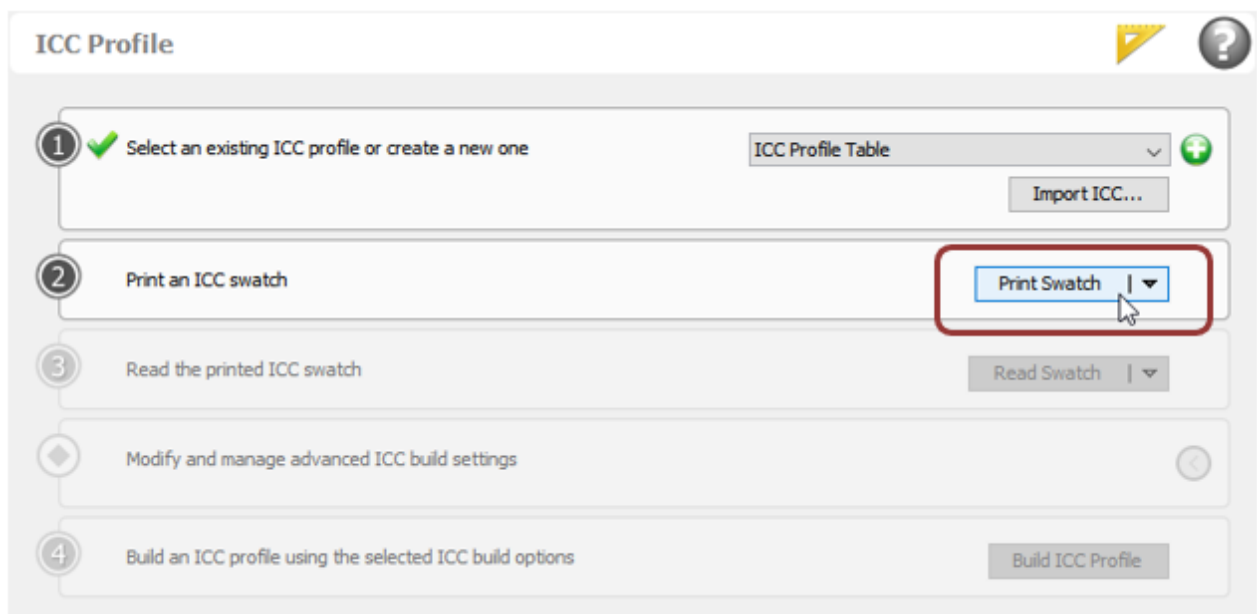 ICC Profile
1 Select an existing ICC profile or create a new one ICC Profile Table
Import ICC...
2 Print an ICC swatch Print Swatch
3 Read the printed ICC swatch Read Swatch
Modify and manage advanced ICC build settings
4 Build an ICC profile using the selected ICC build options Build ICC Profile